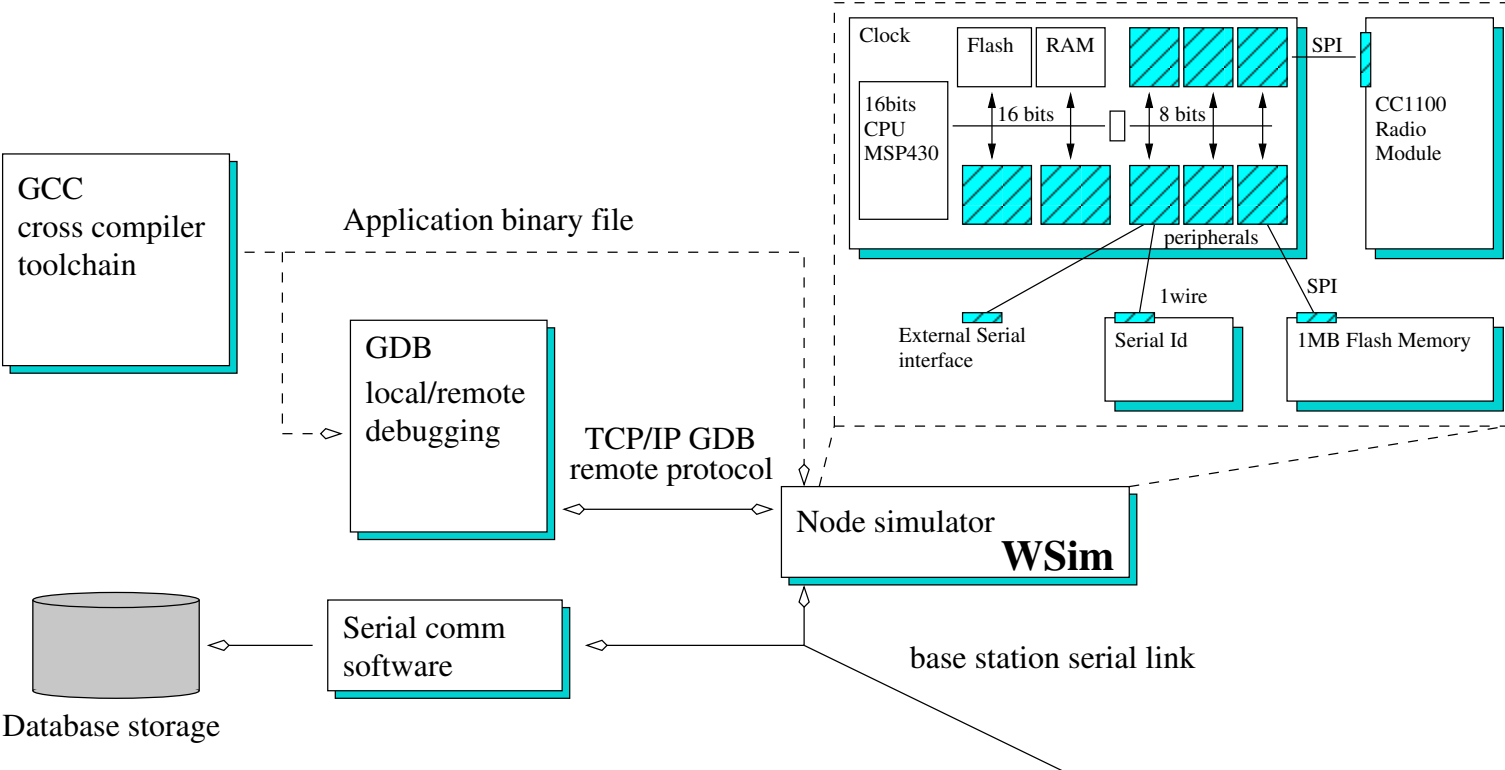 Clock
Flash
RAM
SPI
16bits
CPU
MSP430
16 bits
8 bits
CC1100
Radio
Module
peripherals
GCC
cross compiler
toolchain
Application binary file
1wire
SPI
External Serial
interface
Serial Id
1MB Flash Memory
GDB
local/remote
debugging
TCP/IP GDB
remote protocol
Node simulator
WSim
Serial comm
software
base station serial link
Database storage